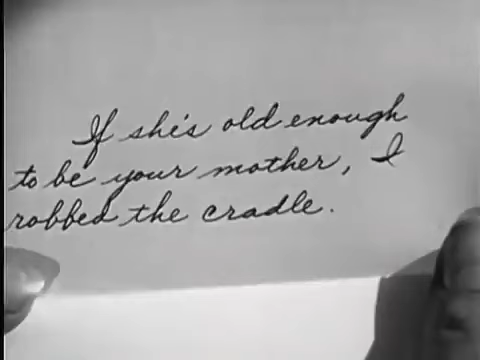 If she's old enough
to be your mother, I
robbed the cradle.